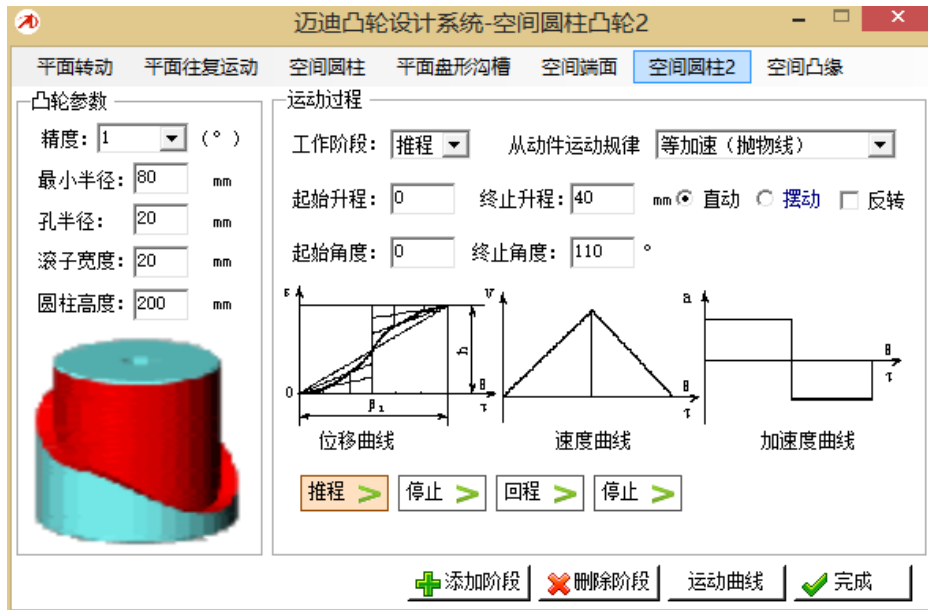 迈迪凸轮设计系统-空间圆柱凸轮2
平面转动 平面往复运动 空间圆柱 平面盘形沟槽 空间端面 空间圆柱2 空间凸缘
凸轮参数
精度: 1 (°)
最小半径: 80 mm
孔半径: 20 mm
滚子宽度: 20 mm
圆柱高度: 200 mm
运动过程
工作阶段: 推程 从动件运动规律 等加速（抛物线）
起始升程: 0 终止升程: 40 mm 直动 摆动 反转
起始角度: 0 终止角度: 110 °
s h 0 θ τ β1
V θ τ
a θ τ
位移曲线 速度曲线 加速度曲线
推程 停止 回程 停止
添加阶段 删除阶段 运动曲线 完成